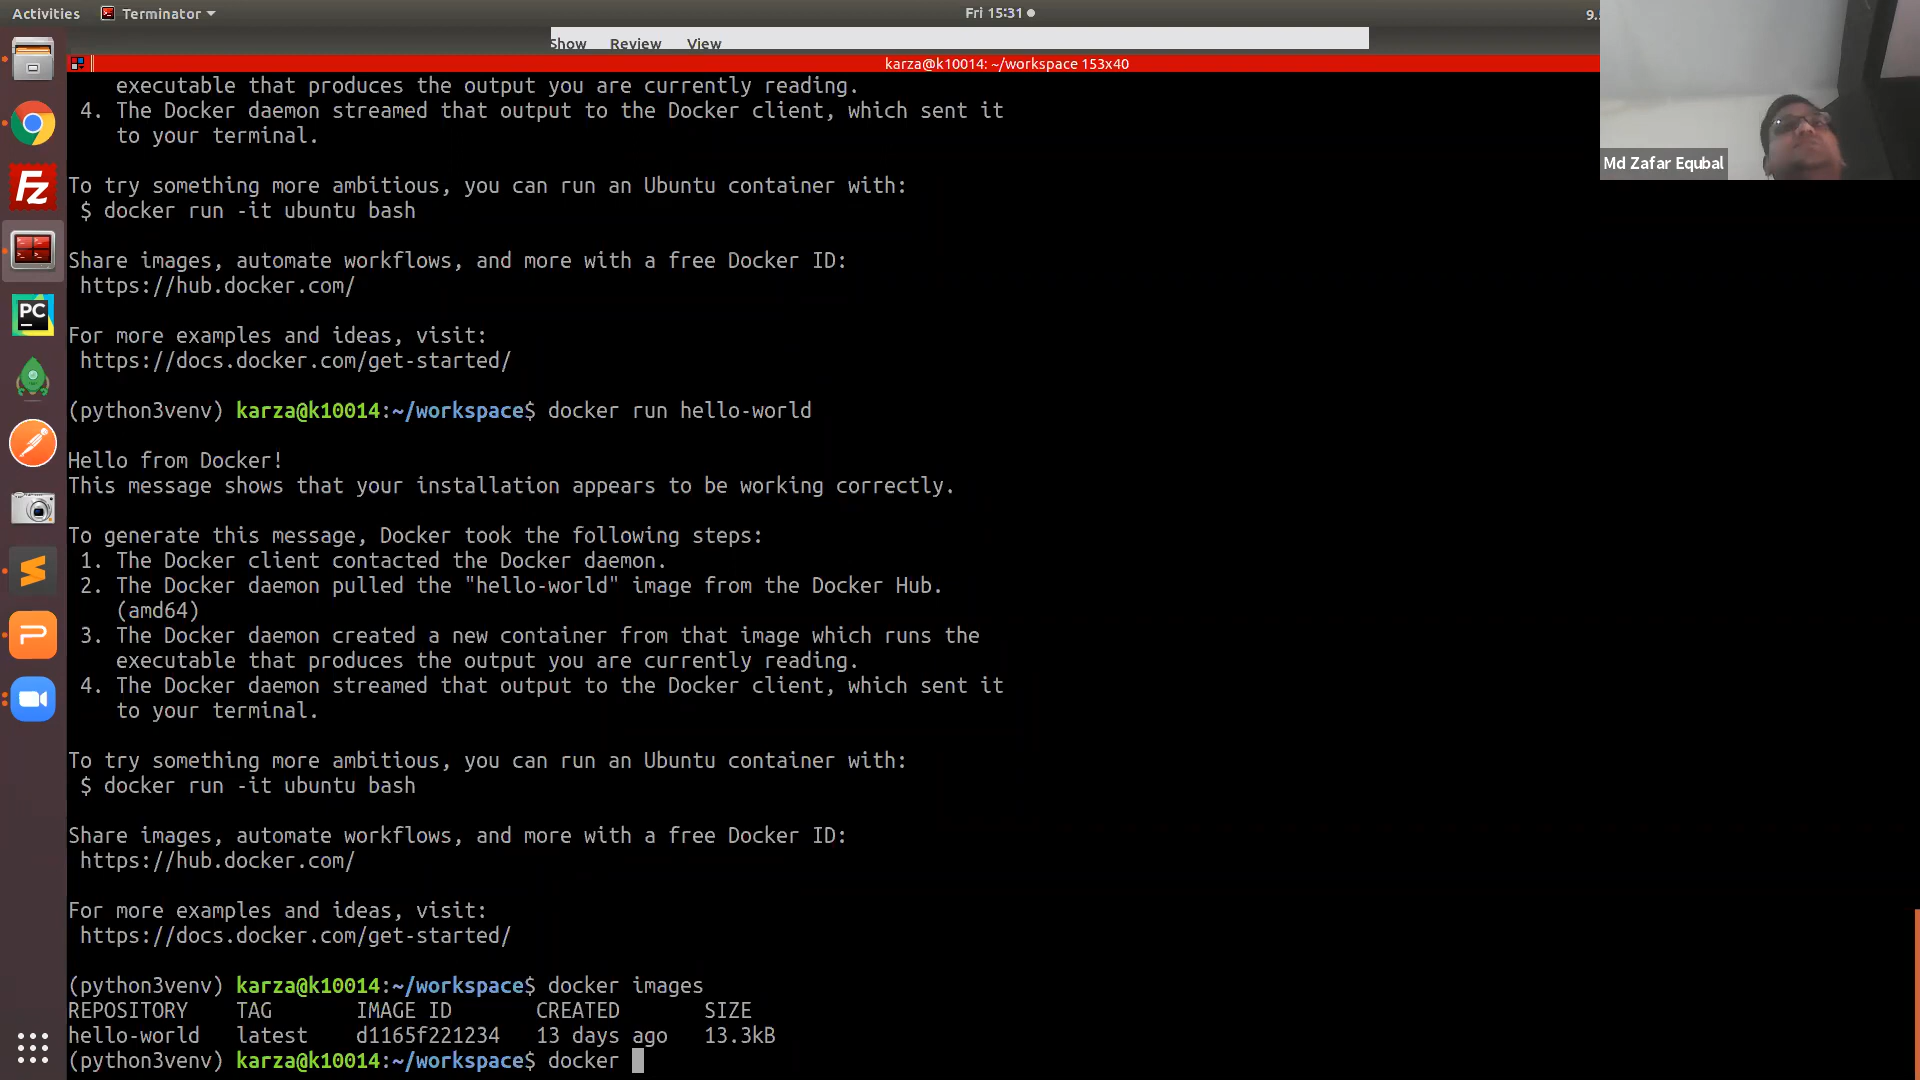 Activities
Terminator
Fri 15:31
Show Review View
karza@k10014: ~/workspace 153x40
executable that produces the output you are currently reading.
4. The Docker daemon streamed that output to the Docker client, which sent it
to your terminal.
To try something more ambitious, you can run an Ubuntu container with:
$ docker run -it ubuntu bash
Share images, automate workflows, and more with a free Docker ID:
https://hub.docker.com/
For more examples and ideas, visit:
https://docs.docker.com/get-started/
(python3venv) karza@k10014:~/workspace$ docker run hello-world
Hello from Docker!
This message shows that your installation appears to be working correctly.
To generate this message, Docker took the following steps:
1. The Docker client contacted the Docker daemon.
2. The Docker daemon pulled the "hello-world" image from the Docker Hub.
(amd64)
3. The Docker daemon created a new container from that image which runs the
executable that produces the output you are currently reading.
4. The Docker daemon streamed that output to the Docker client, which sent it
to your terminal.
To try something more ambitious, you can run an Ubuntu container with:
$ docker run -it ubuntu bash
Share images, automate workflows, and more with a free Docker ID:
https://hub.docker.com/
For more examples and ideas, visit:
https://docs.docker.com/get-started/
(python3venv) karza@k10014:~/workspace$ docker images
REPOSITORY TAG IMAGE ID CREATED SIZE
hello-world latest d1165f221234 13 days ago 13.3kB
(python3venv) karza@k10014:~/workspace$ docker
Md Zafar Equbal
Fz
PC